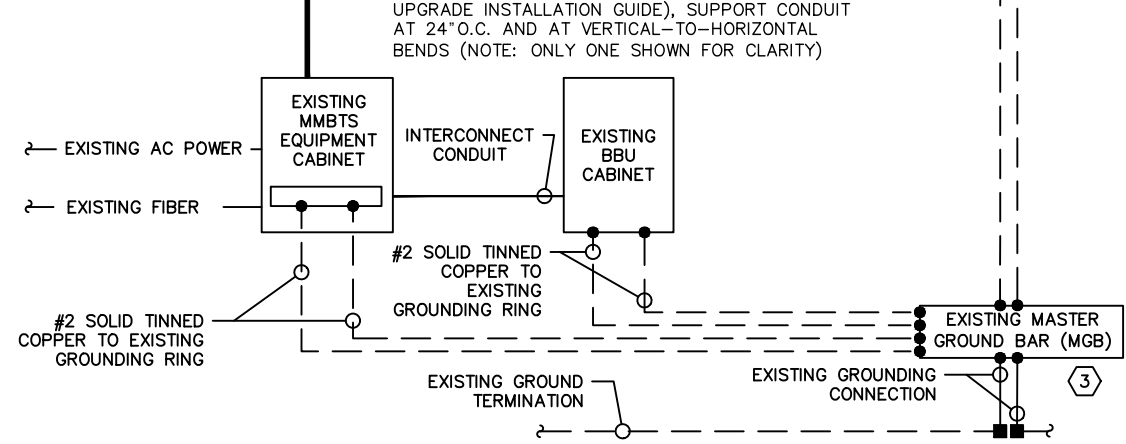 UPGRADE INSTALLATION GUIDE), SUPPORT CONDUIT
AT 24" O.C. AND AT VERTICAL-TO-HORIZONTAL
BENDS (NOTE: ONLY ONE SHOWN FOR CLARITY)
EXISTING
MMBTS
EQUIPMENT
CABINET
INTERCONNECT
CONDUIT
EXISTING
BBU
CABINET
EXISTING AC POWER
EXISTING FIBER
#2 SOLID TINNED
COPPER TO
EXISTING
GROUNDING RING
#2 SOLID TINNED
COPPER TO EXISTING
GROUNDING RING
EXISTING MASTER
GROUND BAR (MGB)
EXISTING GROUND
TERMINATION
EXISTING GROUNDING
CONNECTION
3